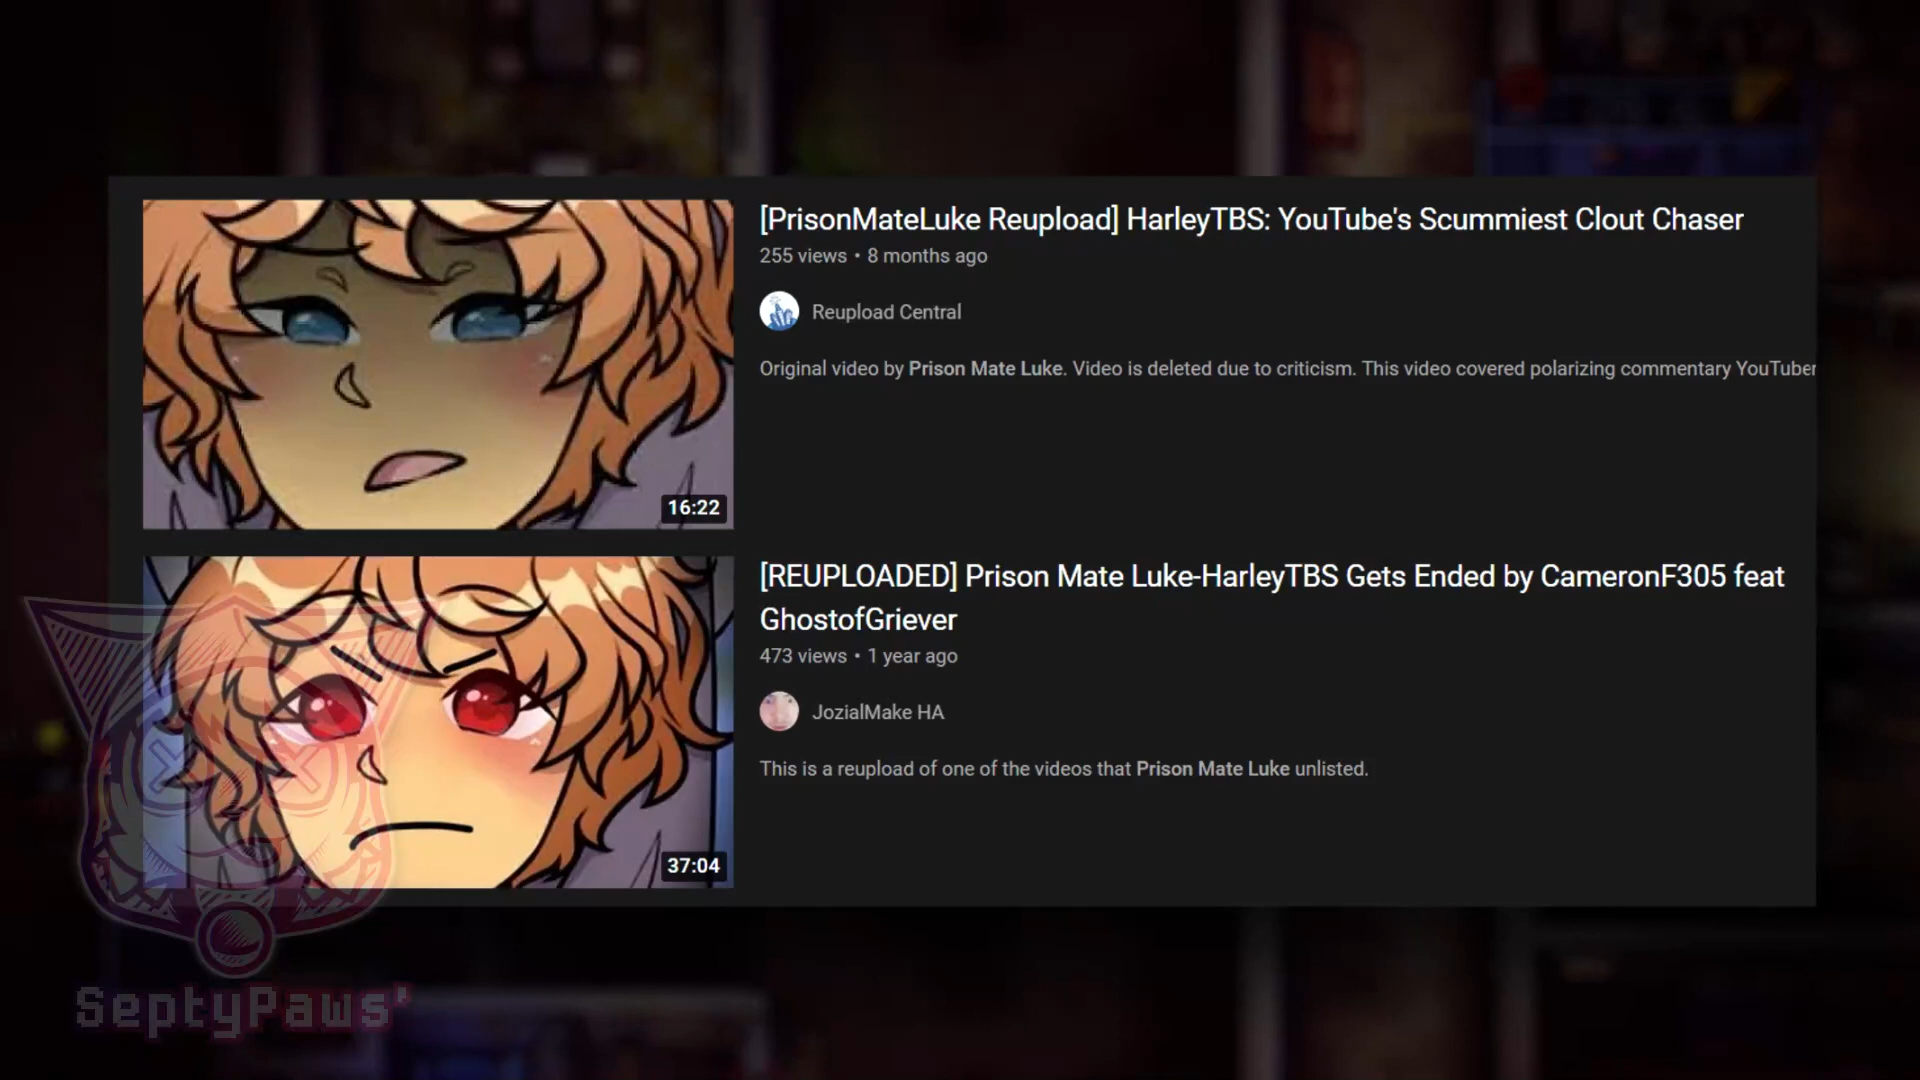 [PrisonMateLuke Reupload] HarleyTBS: YouTube's Scummiest Clout Chaser
255 views • 8 months ago
Reupload Central
Original video by Prison Mate Luke. Video is deleted due to criticism. This video covered polarizing commentary YouTuber
16:22
[REUPLOADED] Prison Mate Luke-HarleyTBS Gets Ended by CameronF305 feat
GhostofGriever
473 views • 1 year ago
JozialMake HA
This is a reupload of one of the videos that Prison Mate Luke unlisted.
37:04
SeptyPaws'